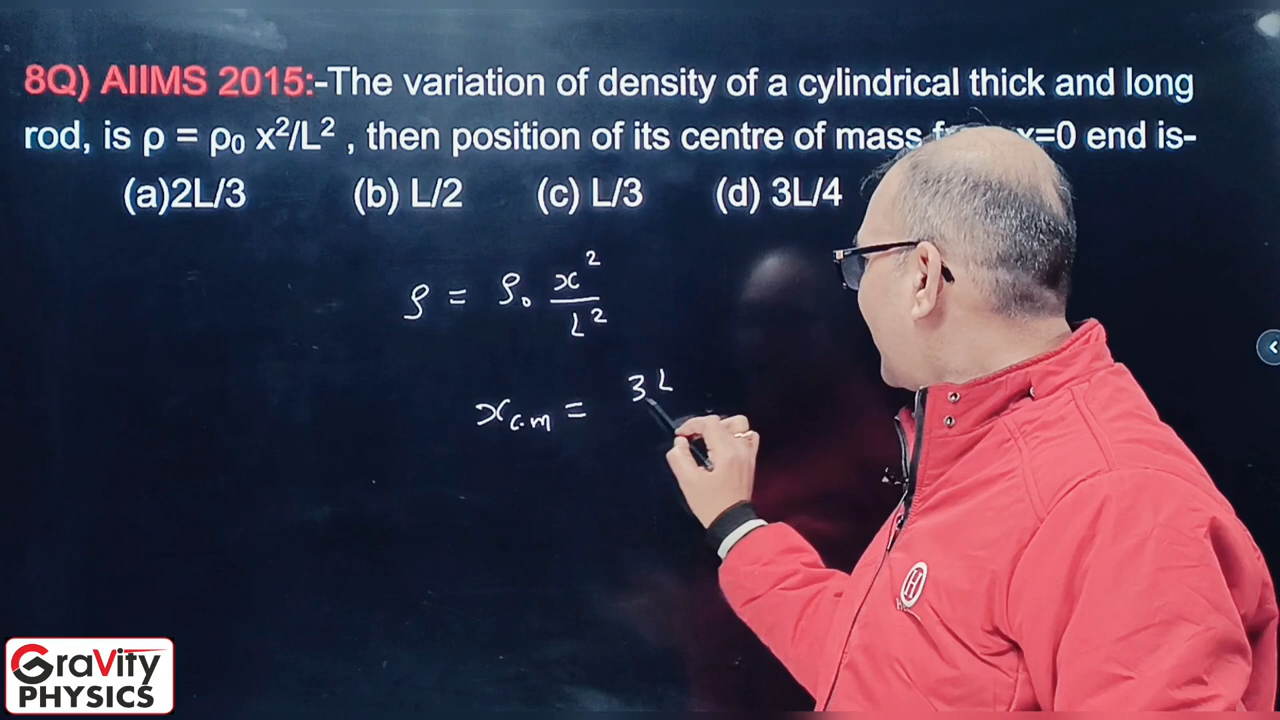 8Q) AIIMS 2015:-The variation of density of a cylindrical thick and long
rod, is ρ = ρ₀ x²/L² , then position of its centre of mass x=0 end is-
(a)2L/3 (b) L/2 (c) L/3 (d) 3L/4
ρ = ρ₀ x²/L²
x c.m = 3L
H
GraVity
PHYSICS